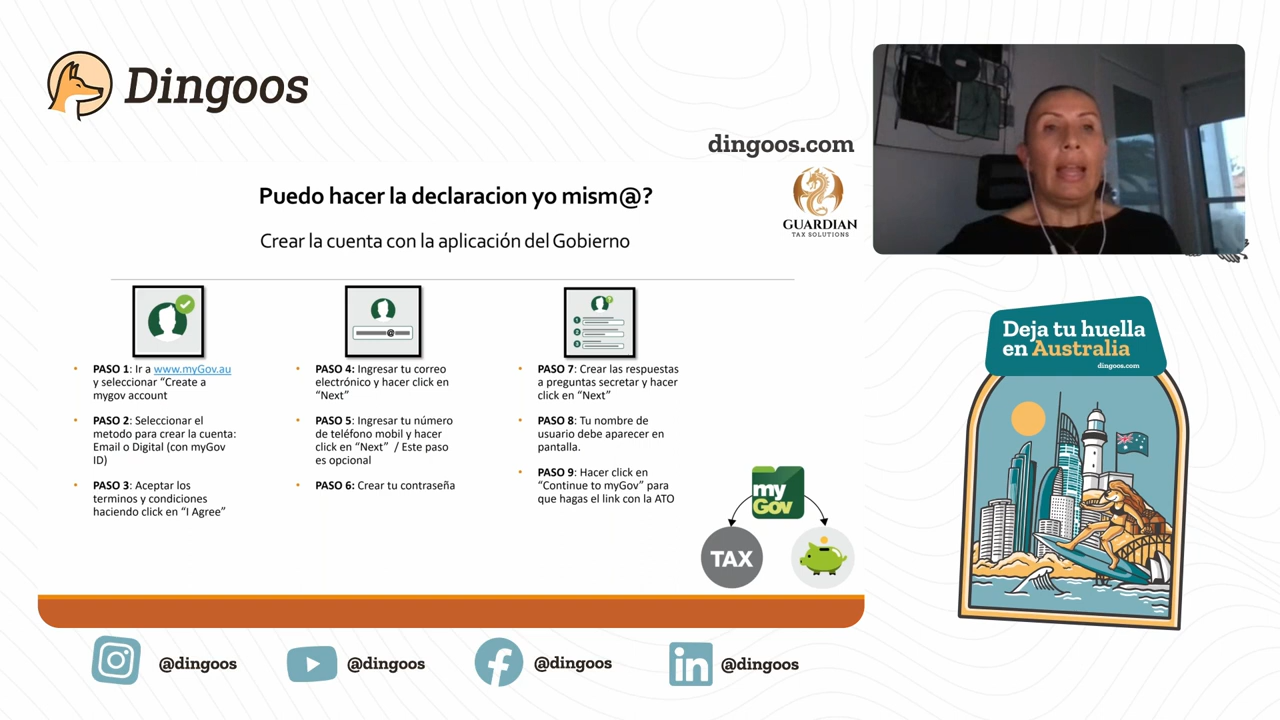 Dingoos
dingoos.com
Puedo hacer la declaracion yo mism@?
GUARDIAN
TAX SOLUTIONS
Crear la cuenta con la aplicación del Gobierno
PASO 1: Ir a www.myGov.au
y seleccionar “Create a
mygov account
PASO 2: Seleccionar el
metodo para crear la cuenta:
Email o Digital (con myGov
ID)
PASO 3: Aceptar los
terminos y condiciones
haciendo click en “I Agree”
@
PASO 4: Ingresar tu correo
electrónico y hacer click en
“Next”
PASO 5: Ingresar tu número
de teléfono mobil y hacer
click en “Next” / Este paso
es opcional
PASO 6: Crear tu contraseña
?
1
2
3
PASO 7: Crear las respuestas
a preguntas secretar y hacer
click en “Next”
PASO 8: Tu nombre de
usuario debe aparecer en
pantalla.
PASO 9: Hacer click en
“Continue to myGov” para
que hagas el link con la ATO
my
Gov
TAX
Deja tu huella
en Australia
dingoos.com
@dingoos
@dingoos
@dingoos
in @dingoos